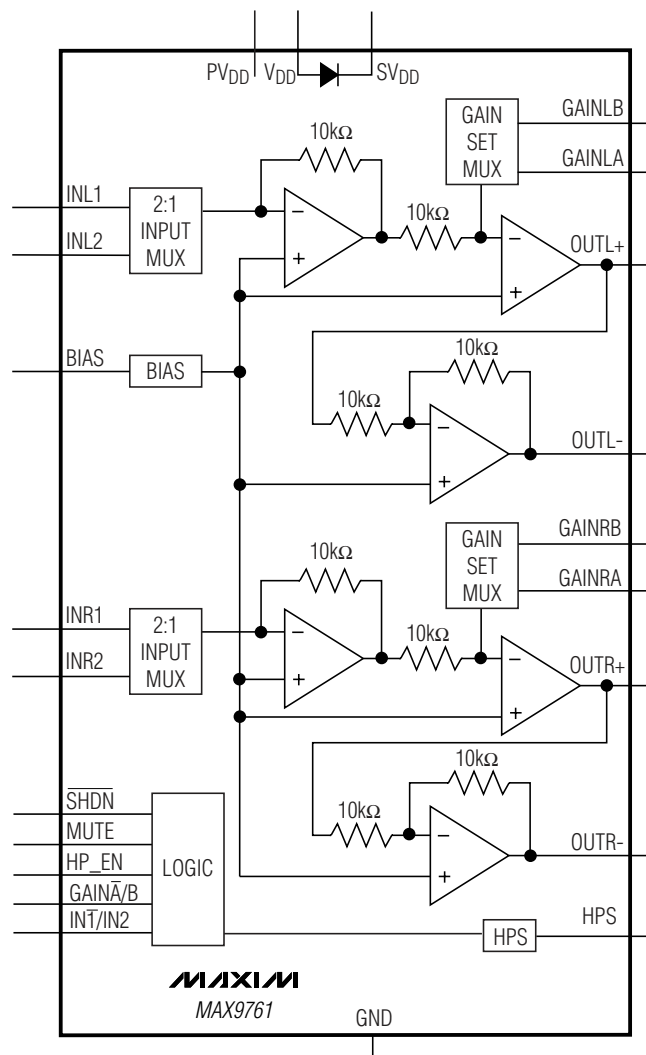 PVDD VDD SVDD
GAIN SET MUX
GAINLB
GAINLA
10kΩ
INL1
INL2
2:1 INPUT MUX
−
+
10kΩ
−
+
OUTL+
BIAS
BIAS
10kΩ
10kΩ
−
+
OUTL-
GAIN SET MUX
GAINRB
GAINRA
10kΩ
INR1
INR2
2:1 INPUT MUX
−
+
10kΩ
−
+
OUTR+
10kΩ
10kΩ
−
+
OUTR-
S̅H̅D̅N̅
MUTE
HP_EN
GAINA̅/B
IN1̅/IN2
LOGIC
HPS
HPS
MAXIM
MAX9761
GND